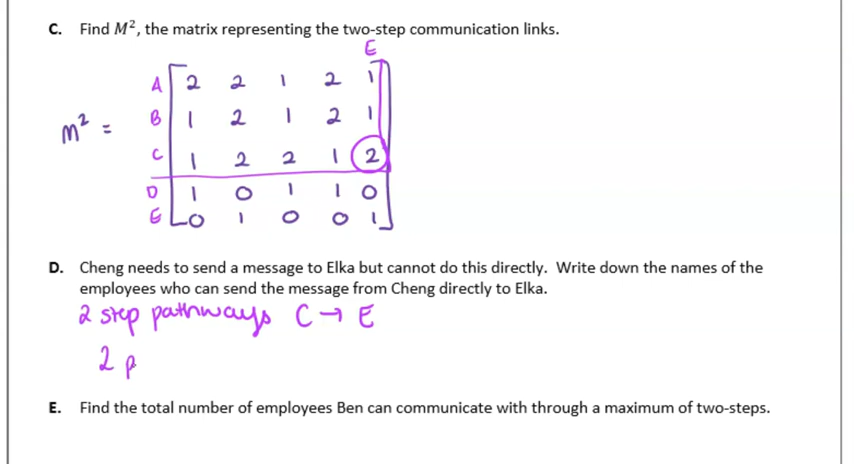 C. Find M², the matrix representing the two-step communication links.
E
A 2 2 1 2 1
B 1 2 1 2 1
M² =
C 1 2 2 1 2
D 1 0 1 1 0
E 0 1 0 0 1
D. Cheng needs to send a message to Elka but cannot do this directly. Write down the names of the
employees who can send the message from Cheng directly to Elka.
2 step pathways C → E
2 p
E. Find the total number of employees Ben can communicate with through a maximum of two-steps.